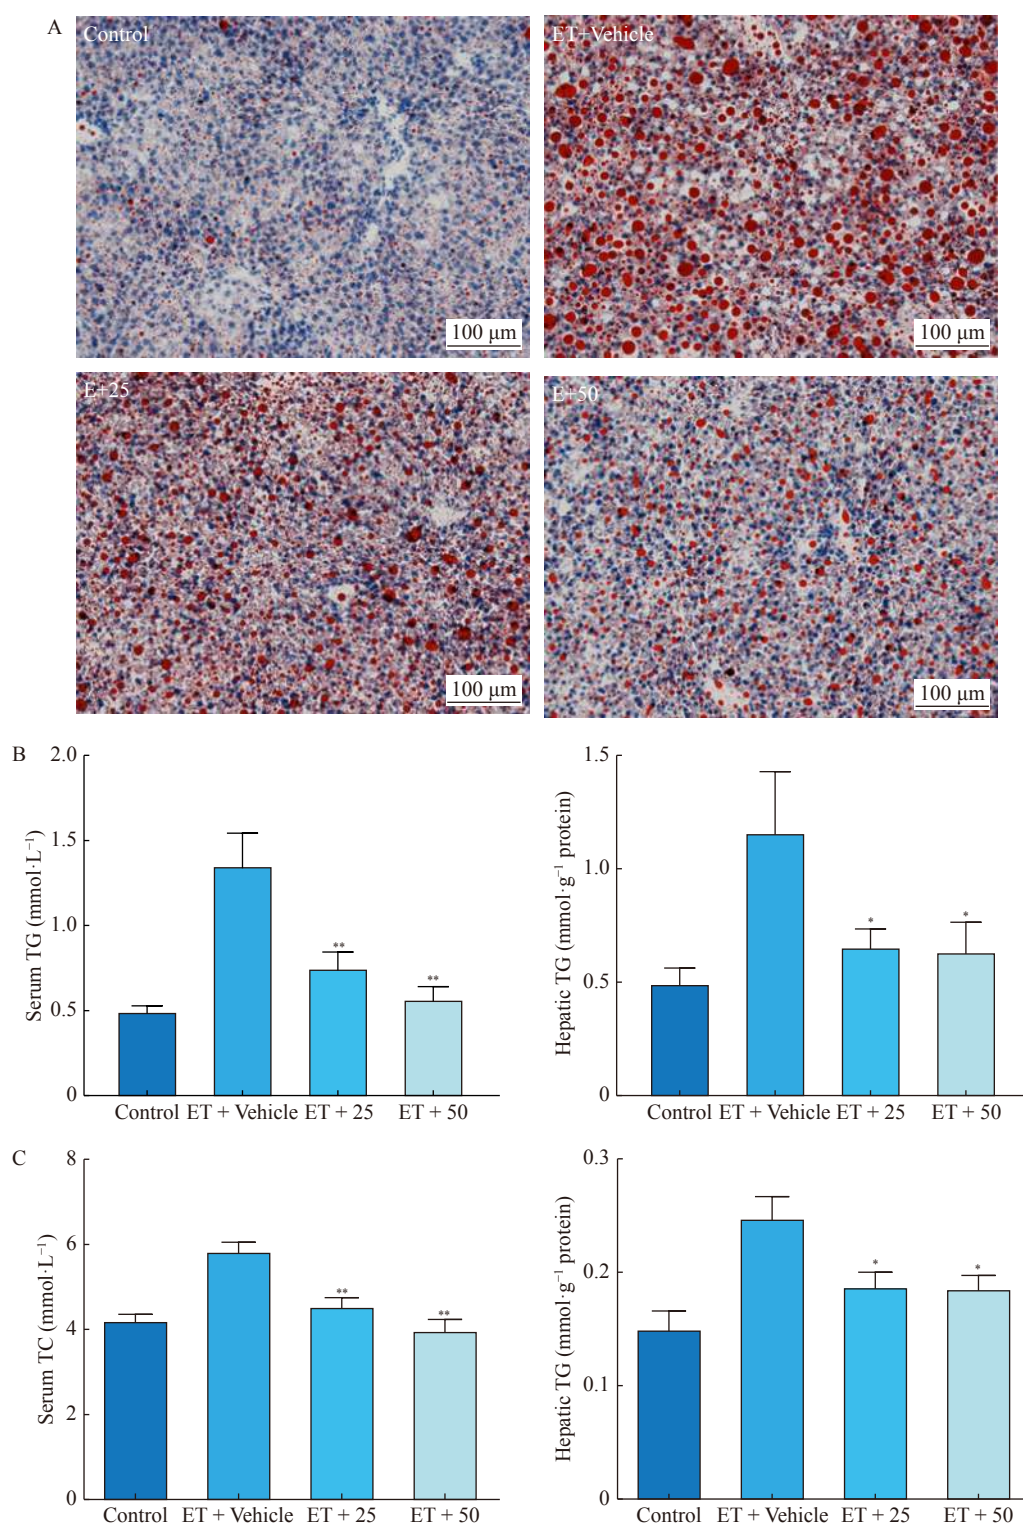 A
Control
ET+Vehicle
100 μm
100 μm
E+25
E+50
100 μm
100 μm
B
2.0
1.5
1.0
0.5
0
Serum TG (mmol·L⁻¹)
**
**
Control ET + Vehicle ET + 25 ET + 50
1.5
1.0
0.5
0
Hepatic TG (mmol·g⁻¹ protein)
*
*
Control ET + Vehicle ET + 25 ET + 50
C
8
6
4
2
0
Serum TC (mmol·L⁻¹)
**
**
Control ET + Vehicle ET + 25 ET + 50
0.3
0.2
0.1
0
Hepatic TG (mmol·g⁻¹ protein)
*
*
Control ET + Vehicle ET + 25 ET + 50